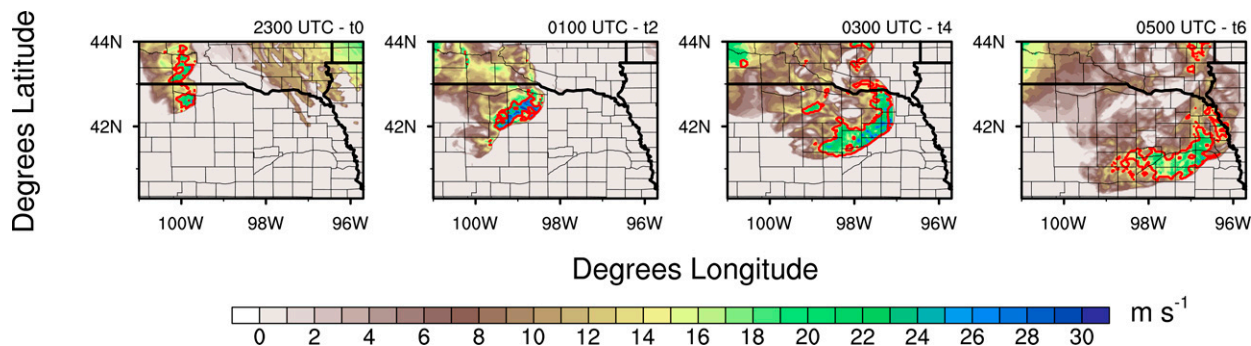 2300 UTC - t0
0100 UTC - t2
0300 UTC - t4
0500 UTC - t6
Degrees Latitude
44N
42N
100W 98W 96W
44N
42N
100W 98W 96W
44N
42N
100W 98W 96W
44N
42N
100W 98W 96W
Degrees Longitude
0 2 4 6 8 10 12 14 16 18 20 22 24 26 28 30
m s⁻¹